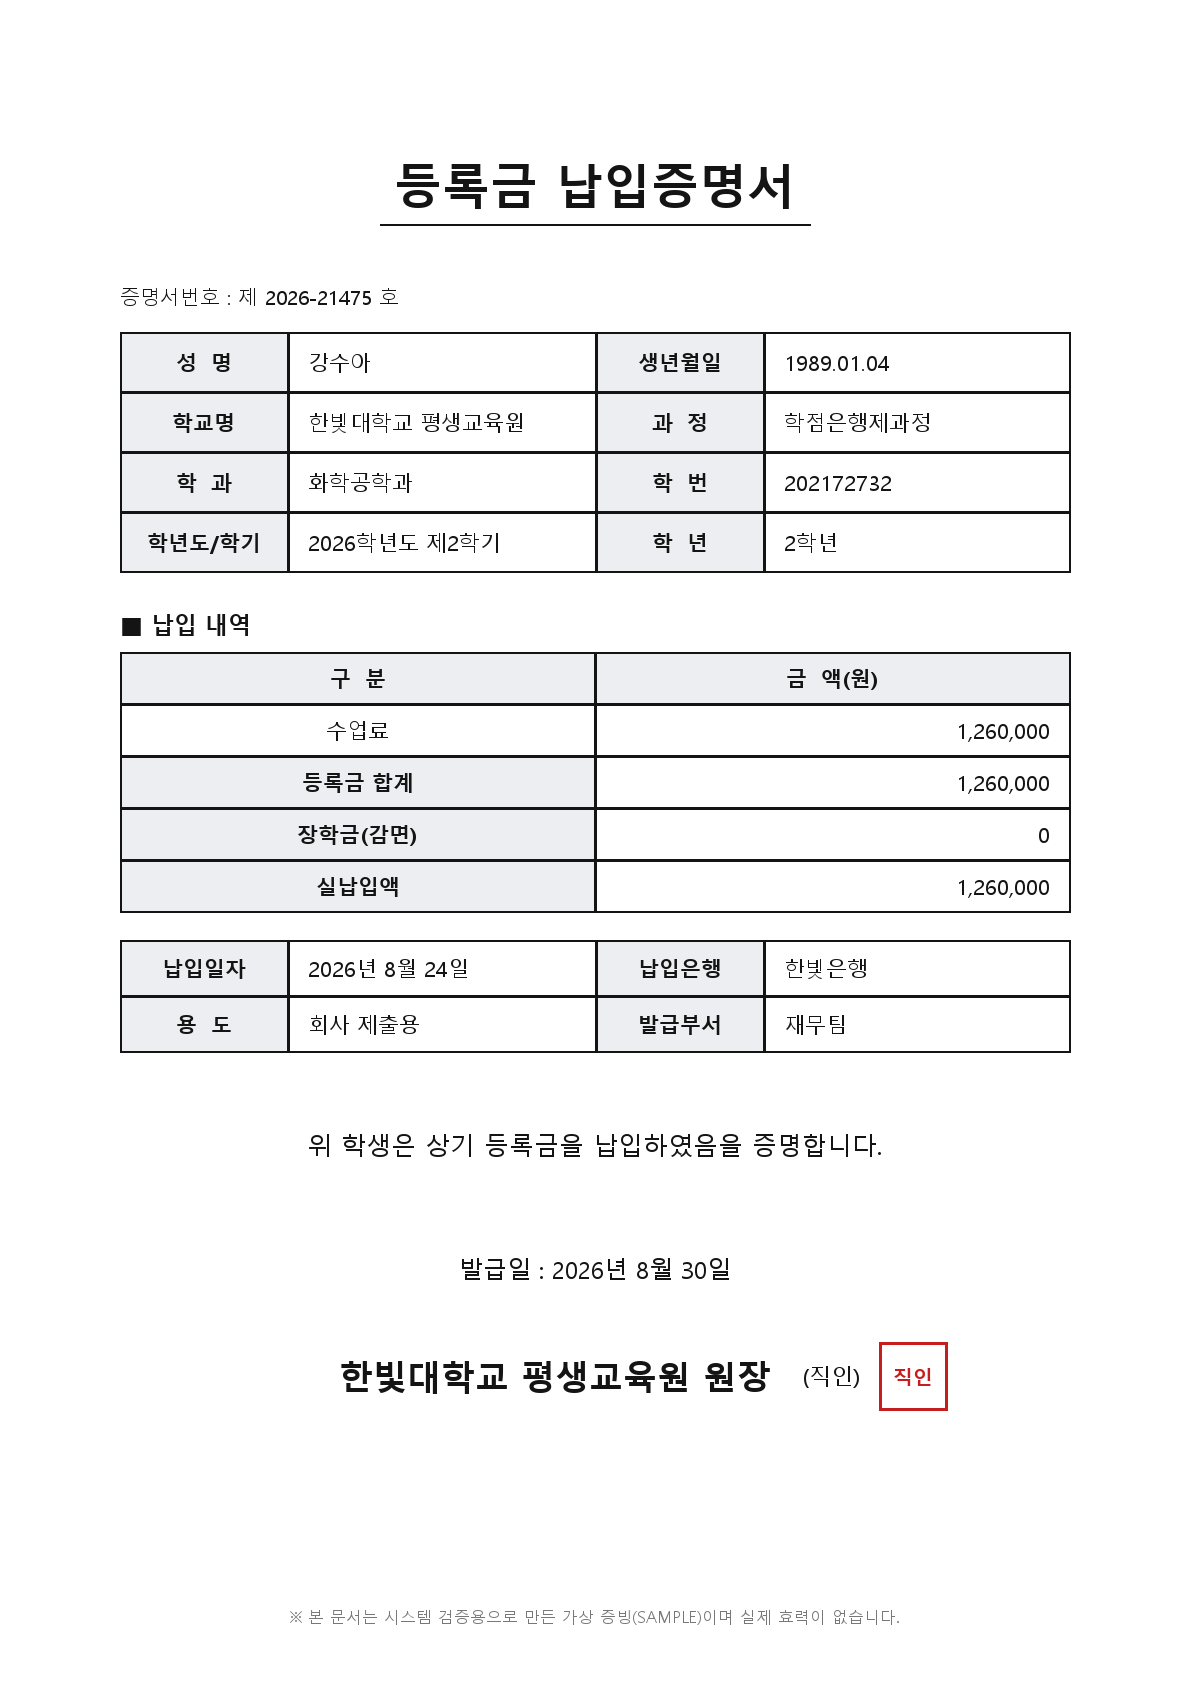 등록금 납입증명서
증명서번호 : 제 2026-21475 호
성 명 강수아 생년월일 1989.01.04
학교명 한빛대학교 평생교육원 과 정 학점은행제과정
학 과 화학공학과 학 번 202172732
학년도/학기 2026학년도 제2학기 학 년 2학년
■ 납입 내역
구 분 금 액(원)
수업료 1,260,000
등록금 합계 1,260,000
장학금(감면) 0
실납입액 1,260,000
납입일자 2026년 8월 24일 납입은행 한빛은행
용 도 회사 제출용 발급부서 재무팀
위 학생은 상기 등록금을 납입하였음을 증명합니다.
발급일 : 2026년 8월 30일
한빛대학교 평생교육원 원장 (직인) 직인
※ 본 문서는 시스템 검증용으로 만든 가상 증빙(SAMPLE)이며 실제 효력이 없습니다.